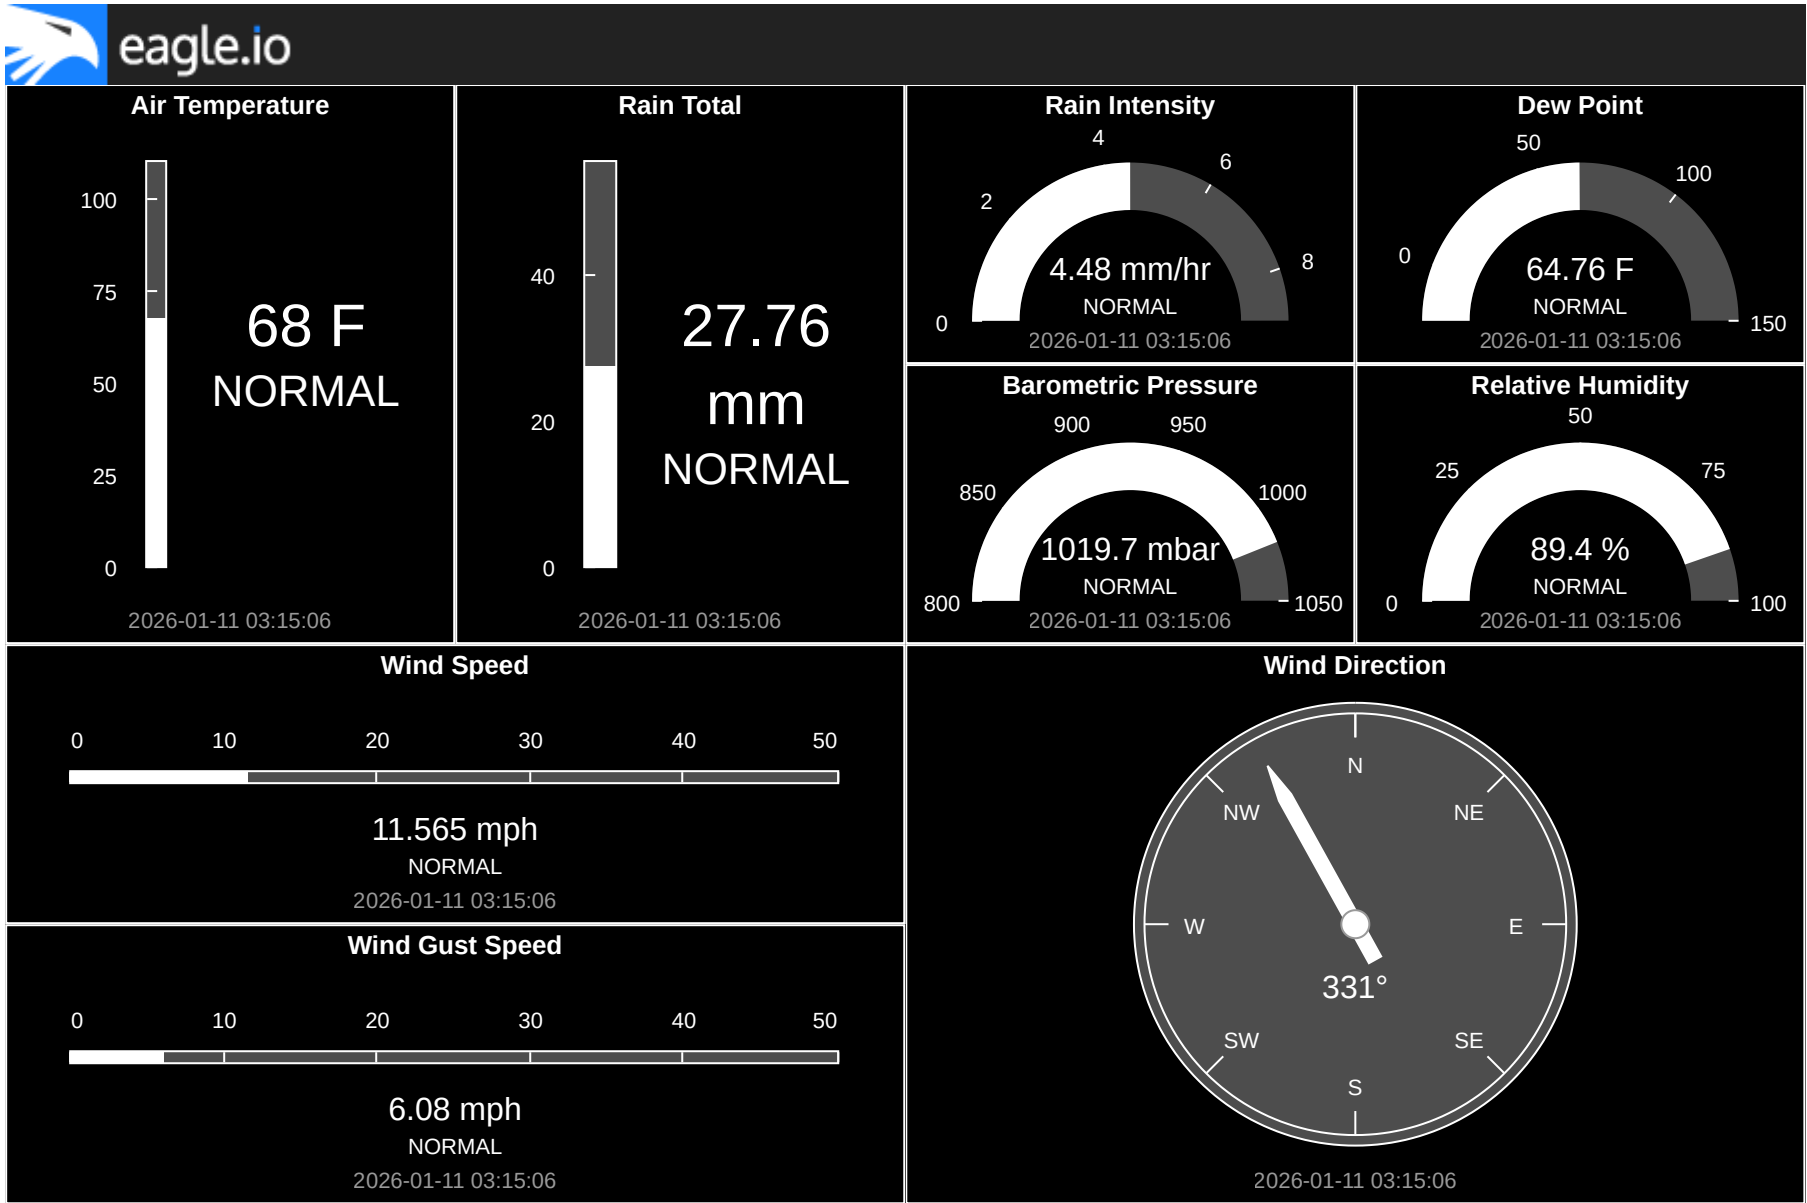 eagle.io
Air Temperature
100
75
50
25
0
68 F
NORMAL
2026-01-11 03:15:06
Rain Total
40
20
0
27.76
mm
NORMAL
2026-01-11 03:15:06
Rain Intensity
0
2
4
6
8
4.48 mm/hr
NORMAL
2026-01-11 03:15:06
Dew Point
0
50
100
150
64.76 F
NORMAL
2026-01-11 03:15:06
Barometric Pressure
800
850
900
950
1000
1050
1019.7 mbar
NORMAL
2026-01-11 03:15:06
Relative Humidity
0
25
50
75
100
89.4 %
NORMAL
2026-01-11 03:15:06
Wind Speed
0 10 20 30 40 50
11.565 mph
NORMAL
2026-01-11 03:15:06
Wind Gust Speed
0 10 20 30 40 50
6.08 mph
NORMAL
2026-01-11 03:15:06
Wind Direction
N
NW NE
W E
331°
SW SE
S
2026-01-11 03:15:06